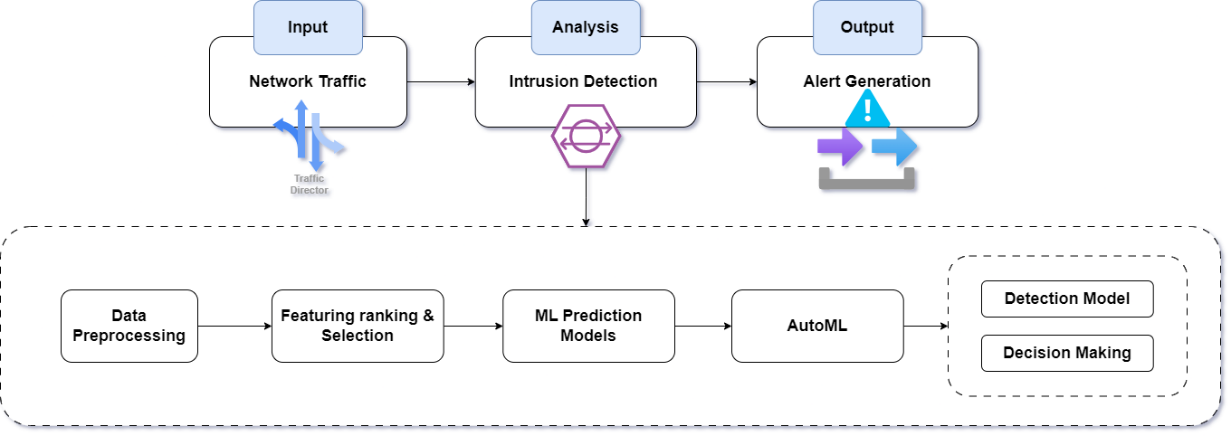 Input
Analysis
Output
Network Traffic
Intrusion Detection
Alert Generation
Traffic
Director
Data
Preprocessing
Featuring ranking &
Selection
ML Prediction
Models
AutoML
Detection Model
Decision Making